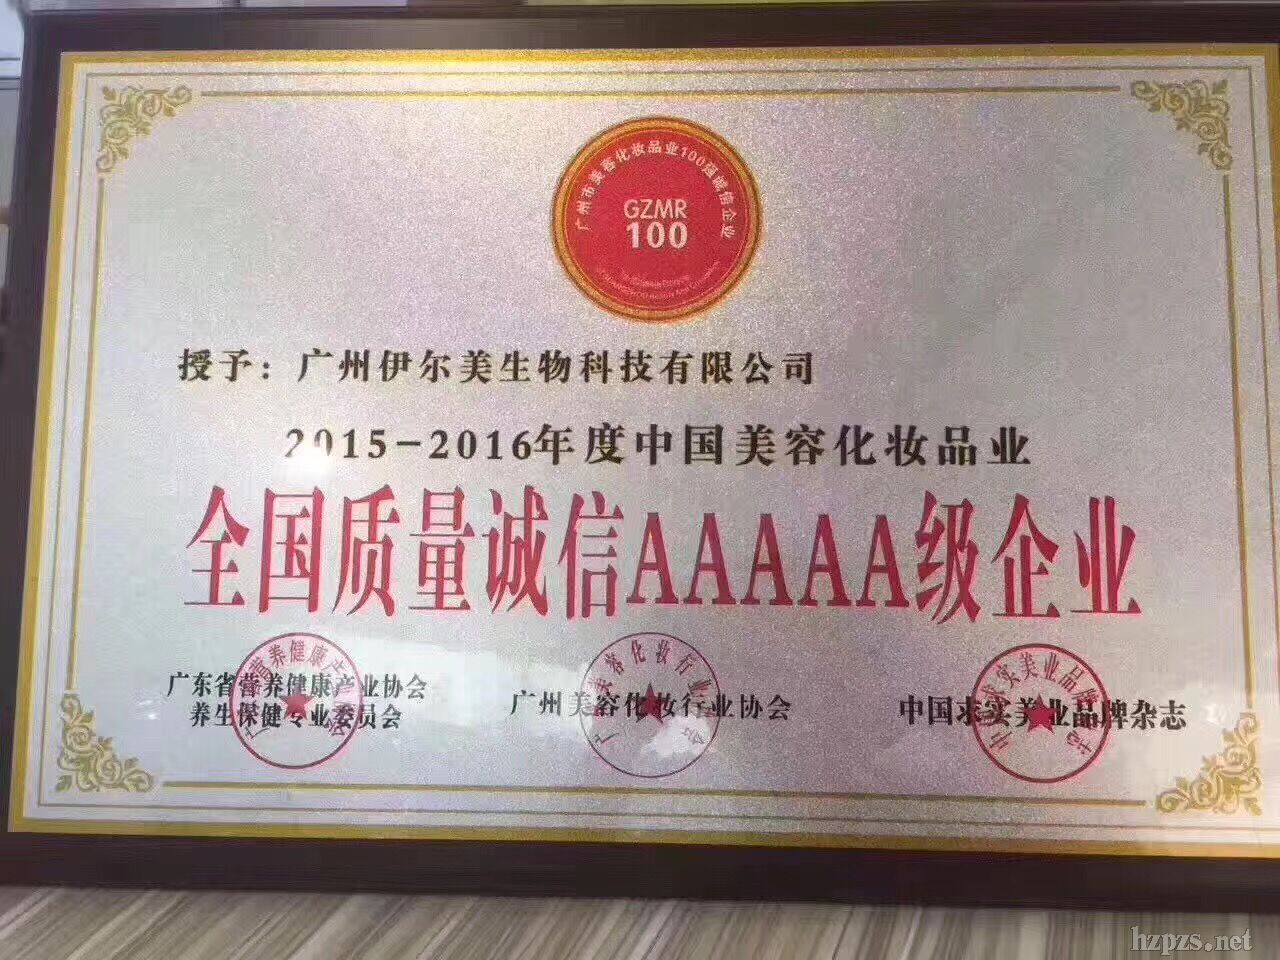 广州市美容化妆品业100强诚信企业
GZMR
100
授予：广州伊尔美生物科技有限公司
2015-2016年度中国美容化妆品业
全国质量诚信AAAAA级企业
广东省营养健康产业协会
养生保健专业委员会
广州美容化妆行业协会
中国求实美业品牌杂志
hzpzs.net